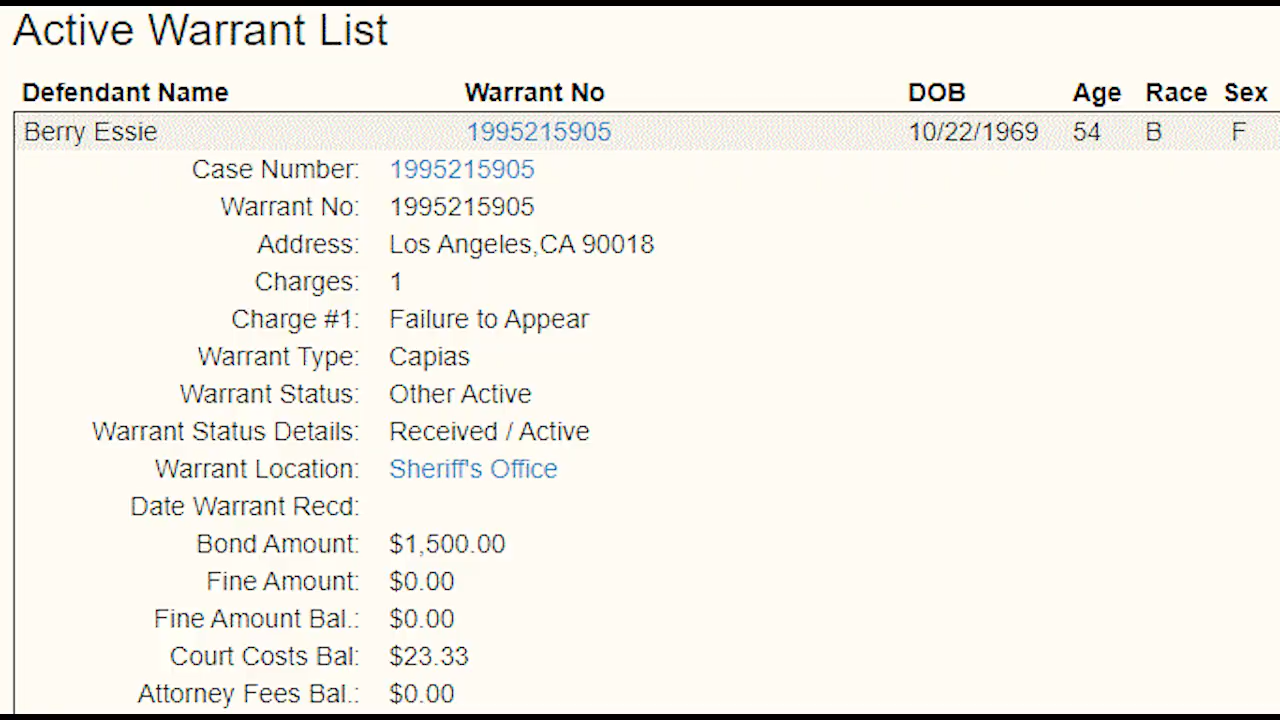 Active Warrant List
Defendant Name Warrant No DOB Age Race Sex
Berry Essie 1995215905 10/22/1969 54 B F
Case Number: 1995215905
Warrant No: 1995215905
Address: Los Angeles,CA 90018
Charges: 1
Charge #1: Failure to Appear
Warrant Type: Capias
Warrant Status: Other Active
Warrant Status Details: Received / Active
Warrant Location: Sheriff's Office
Date Warrant Recd:
Bond Amount: $1,500.00
Fine Amount: $0.00
Fine Amount Bal.: $0.00
Court Costs Bal: $23.33
Attorney Fees Bal.: $0.00